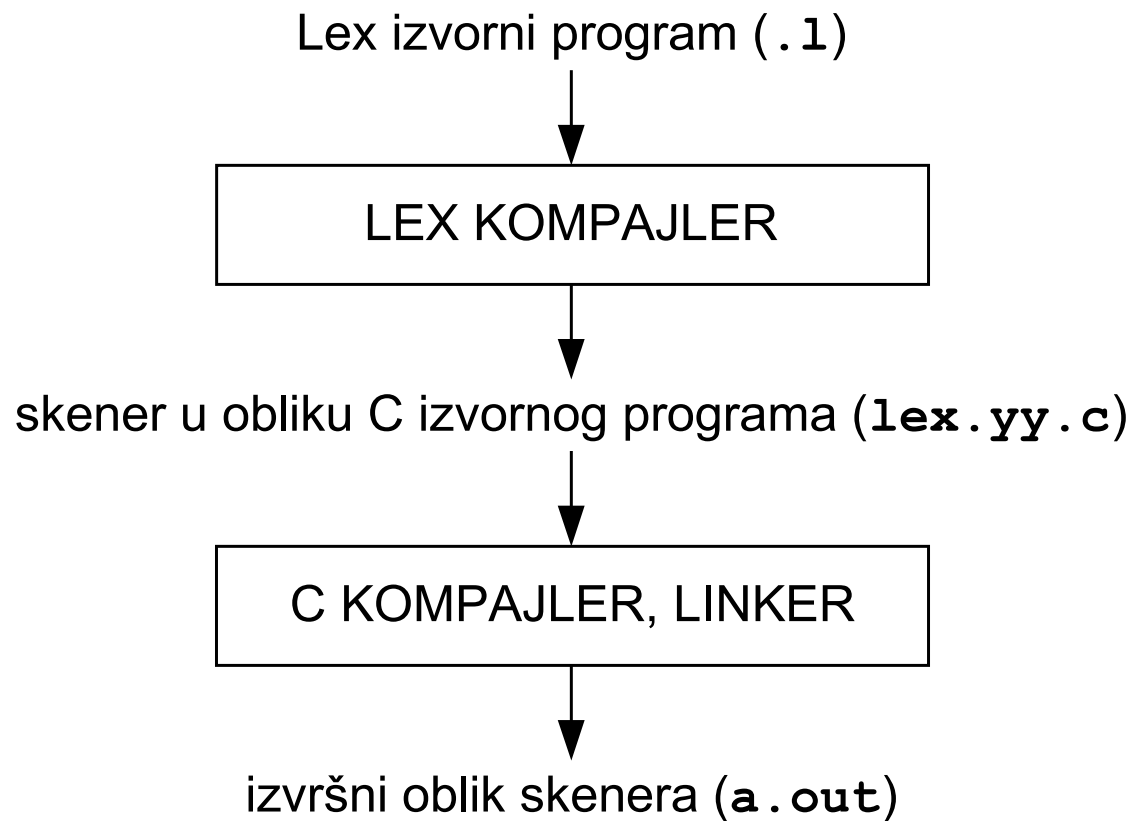 Lex izvorni program (.l)
LEX KOMPAJLER
skener u obliku C izvornog programa (lex.yy.c)
C KOMPAJLER, LINKER
izvršni oblik skenera (a.out)